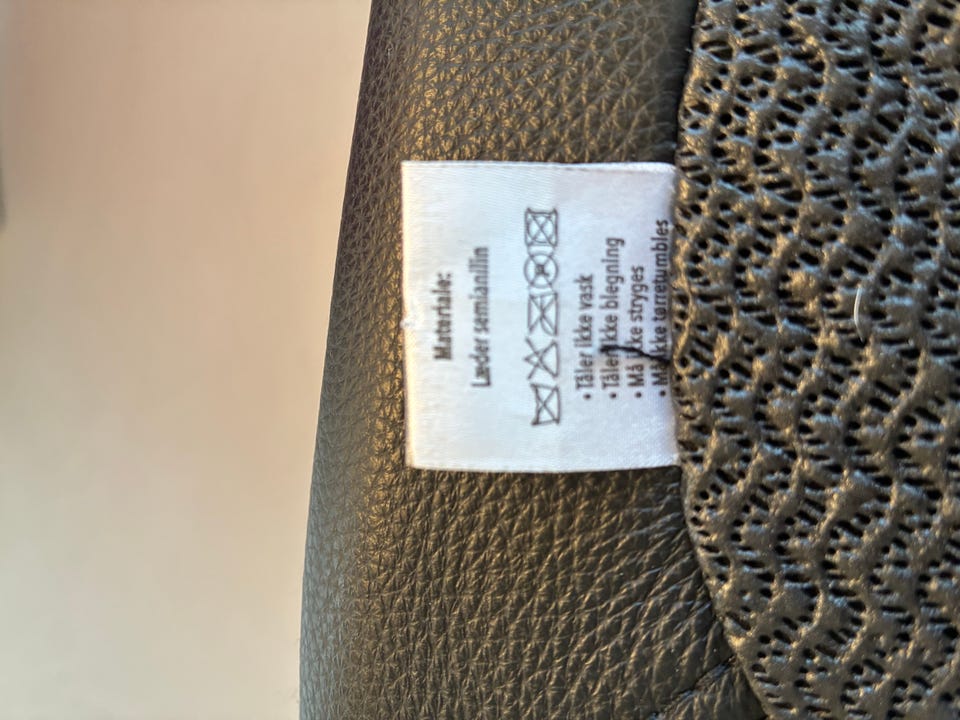 Materiale:
Læder semianilin
• Tåler ikke vask
• Tåler ikke blegning
• Må ikke stryges
• Må ikke tørretumbles